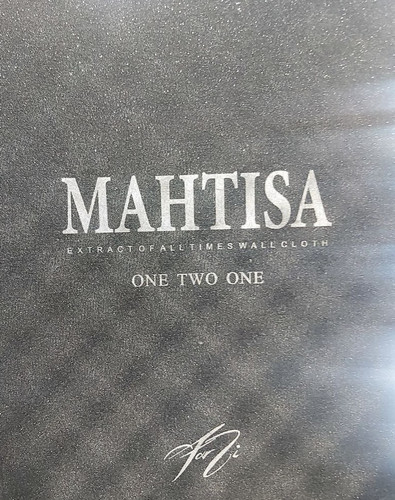 MAHTISA
EXTRACT OF ALL TIMES WALL CLOTH
ONE TWO ONE